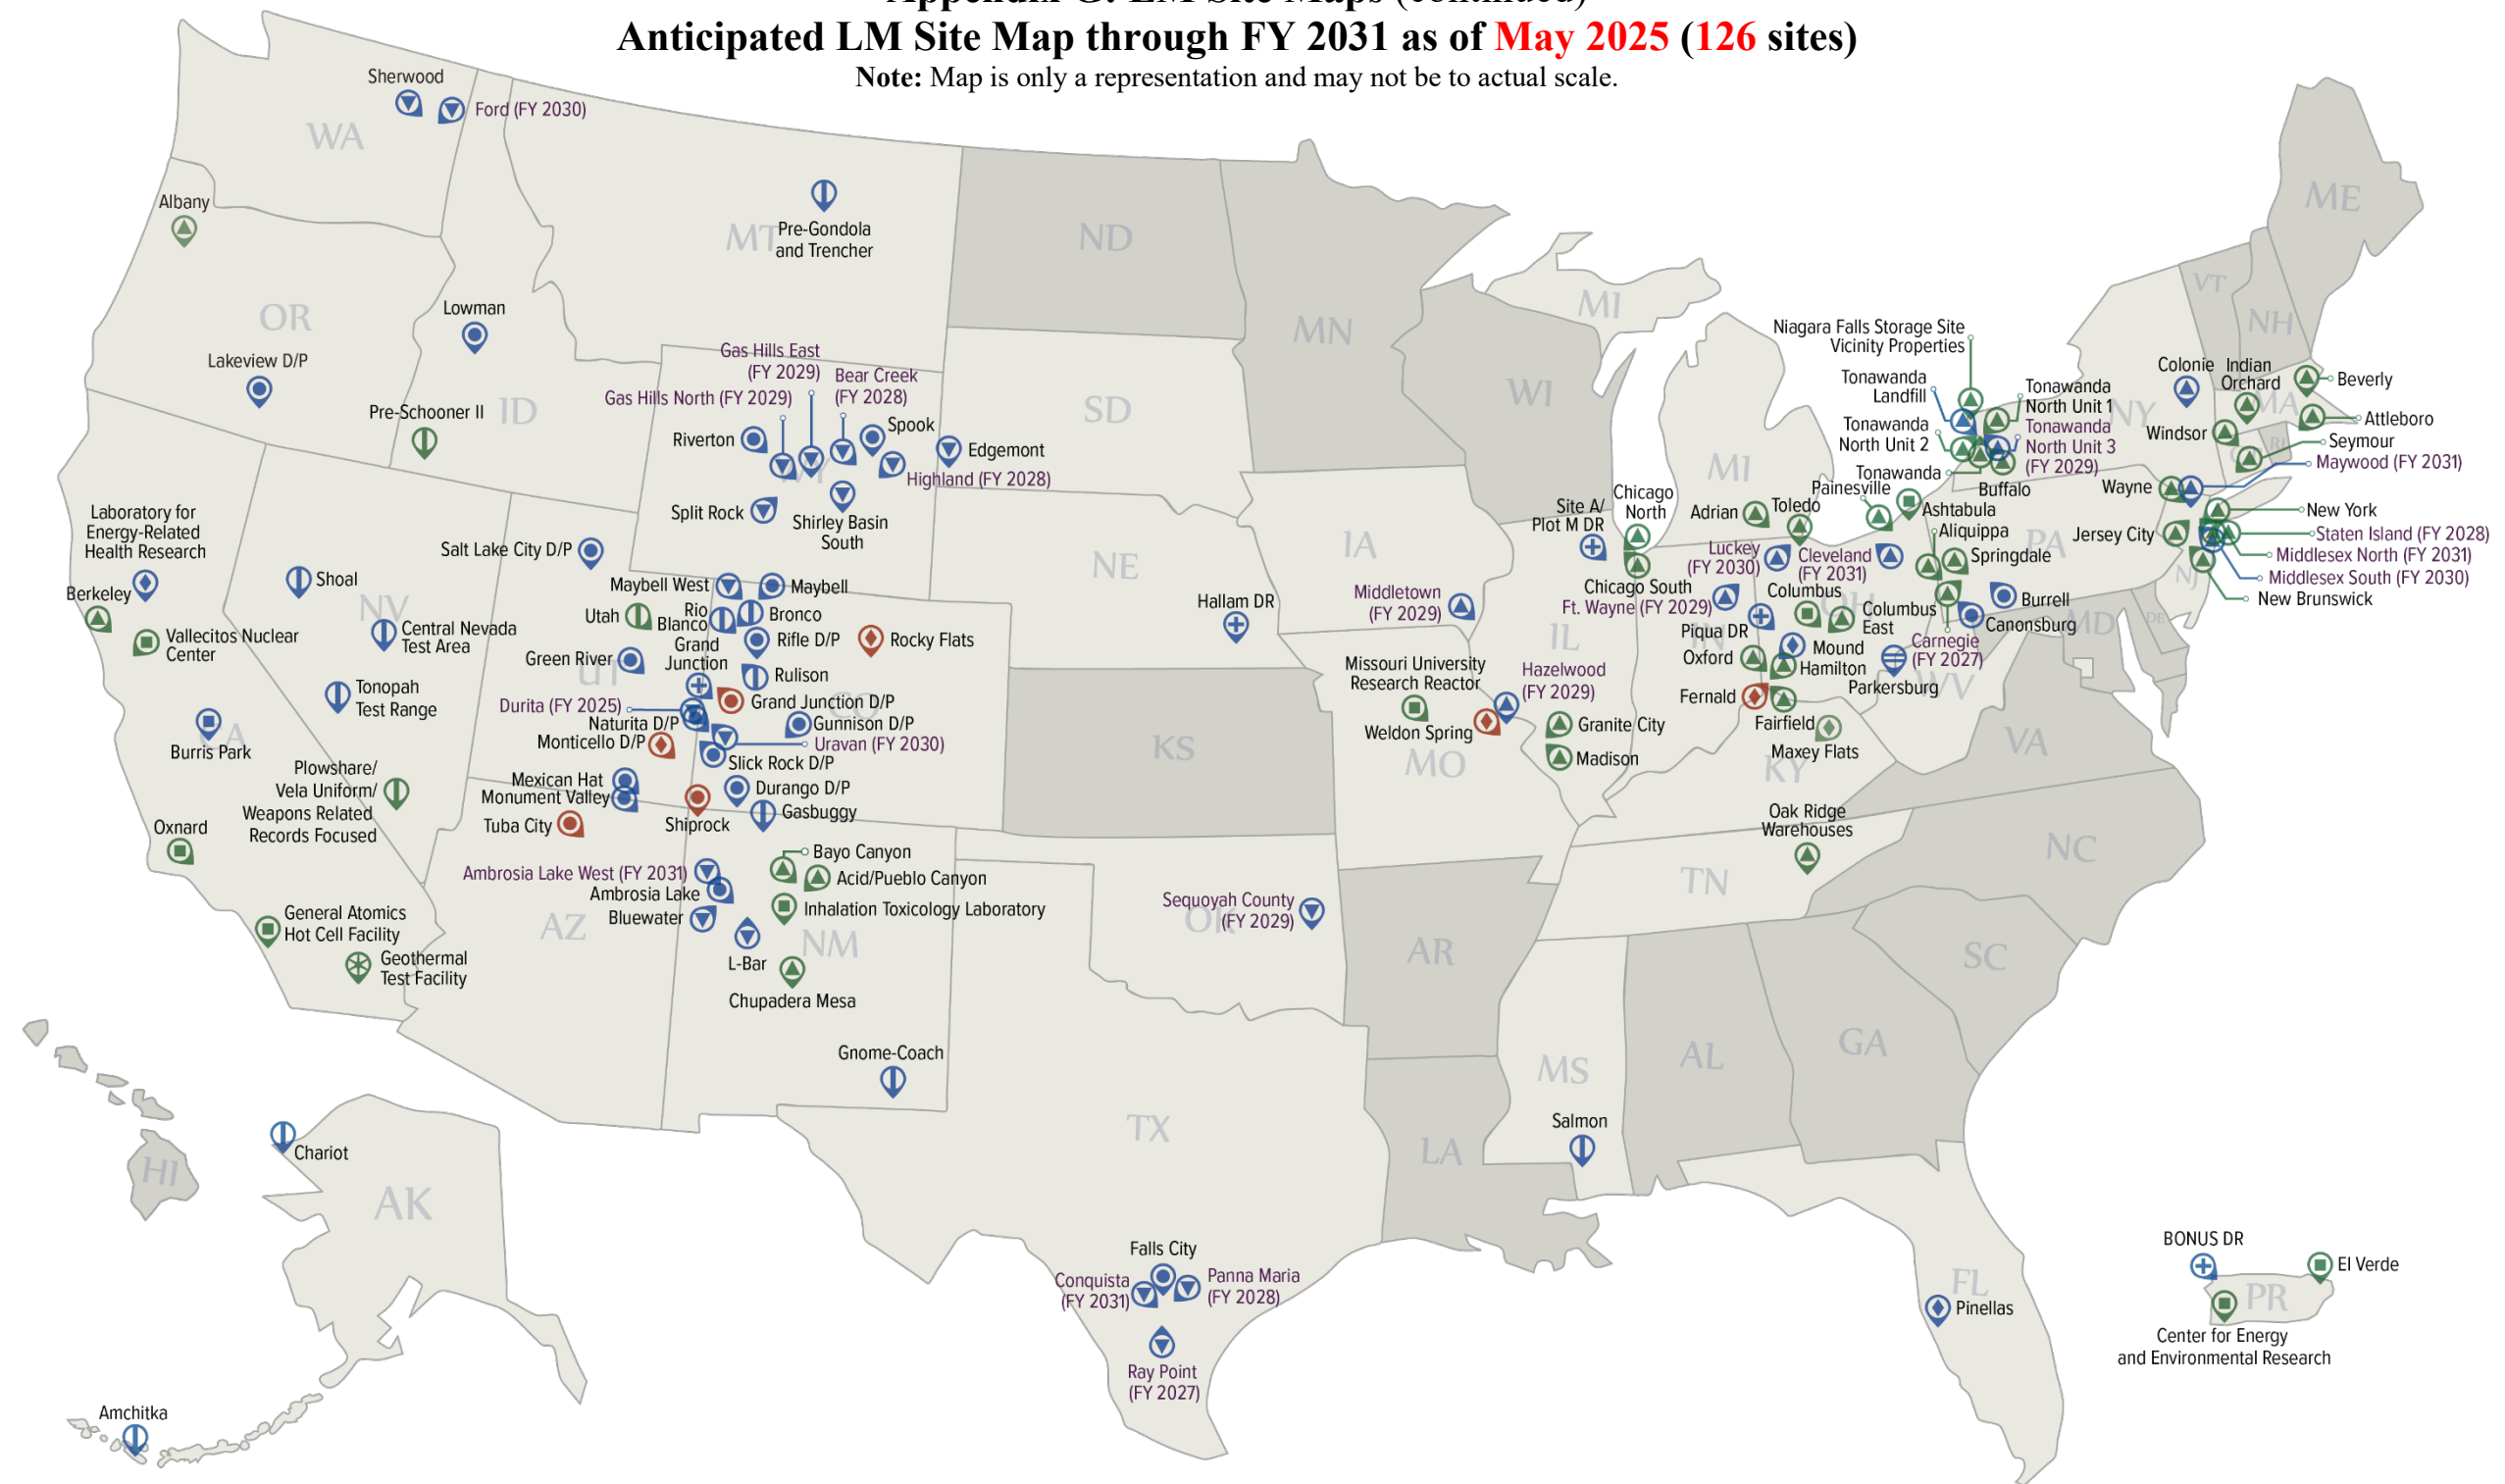 Appendix G. LM Site Maps (continued)
Anticipated LM Site Map through FY 2031 as of May 2025 (126 sites)
Note: Map is only a representation and may not be to actual scale.
Sherwood
Ford (FY 2030)
WA
Albany
OR
Lakeview D/P
Lowman
Pre-Schooner II
ID
Pre-Gondola
and Trencher
MT
ND
SD
NE
KS
MN
WI
IA
MI
MI
Gas Hills East
(FY 2029)
Gas Hills North (FY 2029)
Bear Creek
(FY 2028)
Spook
Riverton
Edgemont
Highland (FY 2028)
WY
Split Rock
Shirley Basin
South
Laboratory for
Energy-Related
Health Research
Berkeley
Vallecitos Nuclear
Center
Burris Park
CA
Oxnard
General Atomics
Hot Cell Facility
Geothermal
Test Facility
Shoal
NV
Central Nevada
Test Area
Tonopah
Test Range
Plowshare/
Vela Uniform/
Weapons Related
Records Focused
Salt Lake City D/P
Utah
Green River
UT
Monticello D/P
Mexican Hat
Monument Valley
Tuba City
AZ
Maybell West
Maybell
Rio
Blanco
Bronco
Grand
Junction
Rifle D/P
Rocky Flats
Rulison
Grand Junction D/P
CO
Durita (FY 2025)
Naturita D/P
Gunnison D/P
Uravan (FY 2030)
Slick Rock D/P
Durango D/P
Shiprock
Gasbuggy
Bayo Canyon
Acid/Pueblo Canyon
Ambrosia Lake West (FY 2031)
Ambrosia Lake
Bluewater
Inhalation Toxicology Laboratory
L-Bar
NM
Chupadera Mesa
Gnome-Coach
Hallam DR
Sequoyah County
(FY 2029)
OK
TX
Falls City
Conquista
(FY 2031)
Panna Maria
(FY 2028)
Ray Point
(FY 2027)
Middletown
(FY 2029)
Missouri University
Research Reactor
Hazelwood
(FY 2029)
Weldon Spring
MO
IL
Granite City
Madison
Site A/
Plot M DR
Chicago
North
Chicago South
Ft. Wayne (FY 2029)
IN
Adrian
Toledo
Luckey
(FY 2030)
Cleveland
(FY 2031)
Painesville
Ashtabula
Columbus
Columbus
East
OH
Piqua DR
Mound
Oxford
Hamilton
Fernald
Fairfield
Maxey Flats
KY
Parkersburg
WV
Oak Ridge
Warehouses
TN
AR
LA
MS
Salmon
AL
GA
SC
NC
VA
FL
Pinellas
Niagara Falls Storage Site
Vicinity Properties
Tonawanda
Landfill
Tonawanda
North Unit 1
Tonawanda
North Unit 2
Tonawanda
North Unit 3
(FY 2029)
Tonawanda
Buffalo
NY
Aliquippa
Springdale
PA
Burrell
Canonsburg
Carnegie
(FY 2027)
MD
DE
NJ
ME
VT
NH
Colonie
Indian
Orchard
MA
Beverly
Attleboro
Windsor
RI
Seymour
Maywood (FY 2031)
Wayne
New York
Jersey City
Staten Island (FY 2028)
Middlesex North (FY 2031)
Middlesex South (FY 2030)
New Brunswick
HI
Chariot
AK
Amchitka
BONUS DR
El Verde
PR
Center for Energy
and Environmental Research